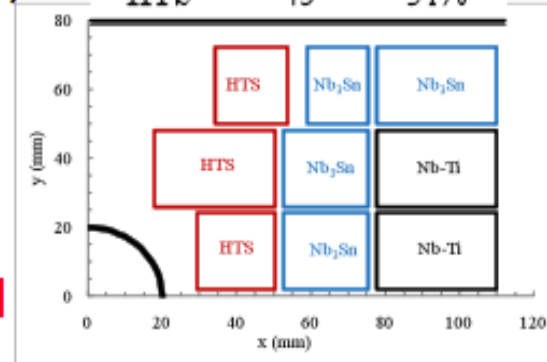 80
60
40
20
0
y (mm)
HTS Nb₃Sn Nb₃Sn
HTS Nb₃Sn Nb-Ti
HTS Nb₃Sn Nb-Ti
0 20 40 60 80 100 120
x (mm)